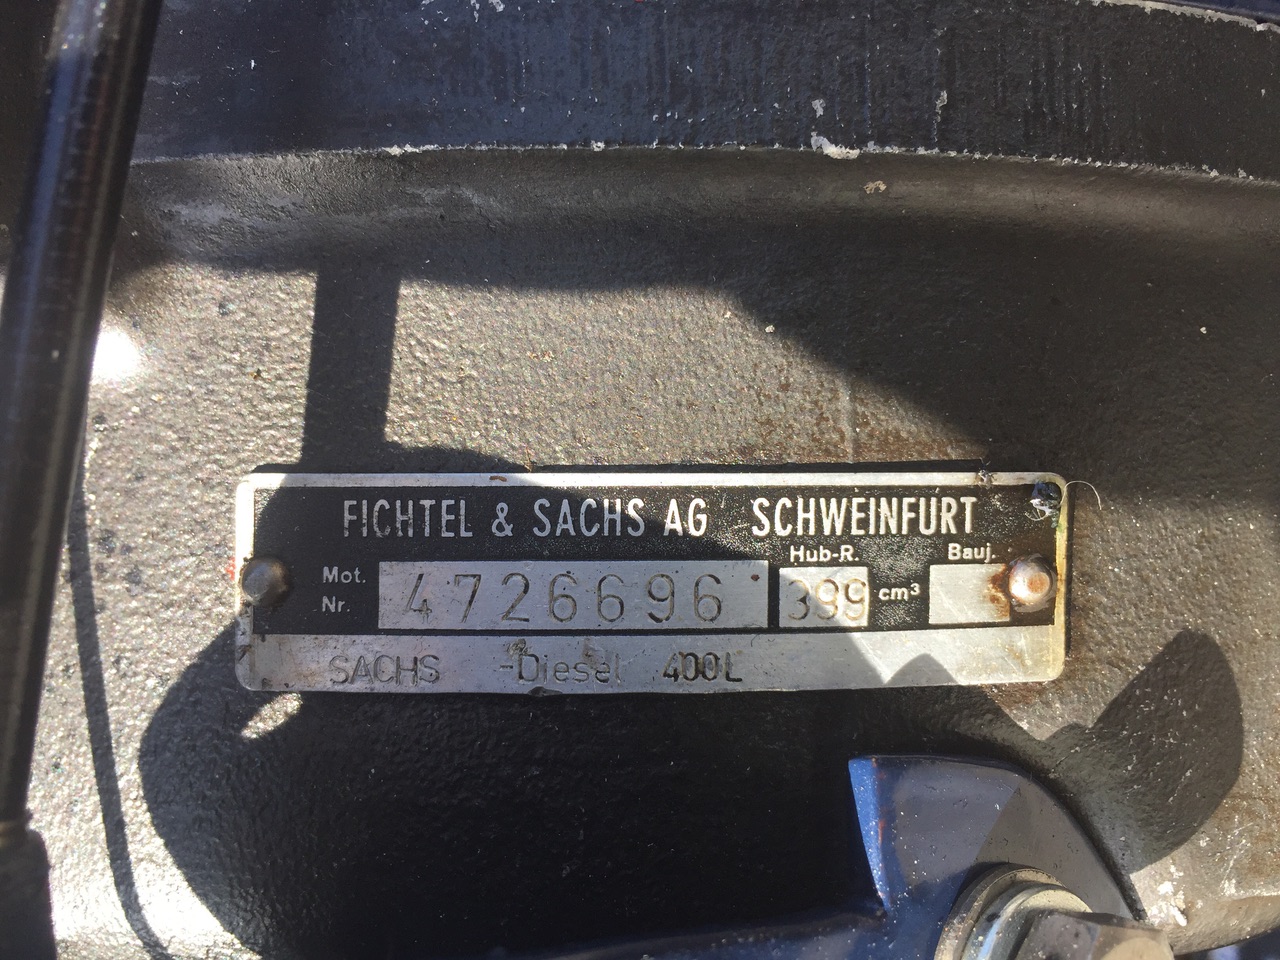 FICHTEL & SACHS AG SCHWEINFURT
Hub-R. Bauj.
Mot. Nr. 4726696 399 cm³
SACHS -Diesel 400L